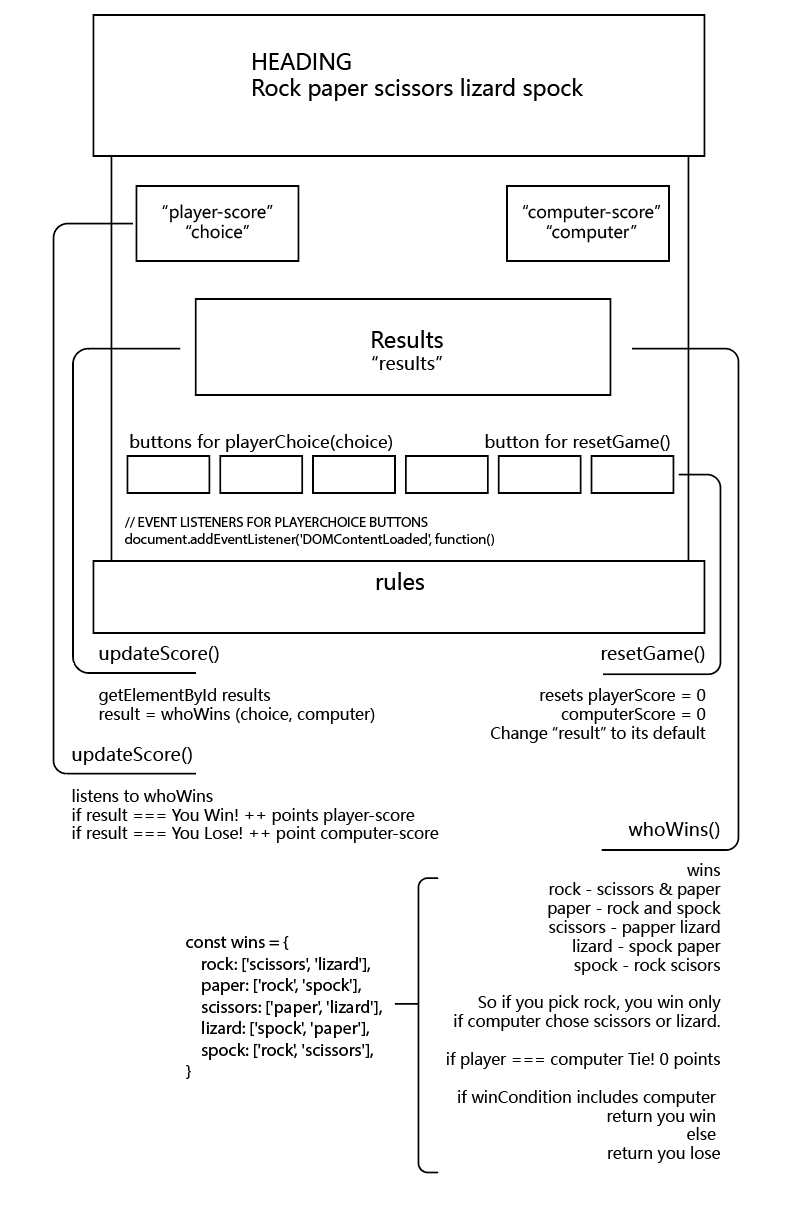 HEADING
Rock paper scissors lizard spock
“player-score”
“choice”
“computer-score”
“computer”
Results
“results”
buttons for playerChoice(choice)
button for resetGame()
// EVENT LISTENERS FOR PLAYERCHOICE BUTTONS
document.addEventListener('DOMContentLoaded', function()
rules
updateScore()
getElementById results
result = whoWins (choice, computer)
resetGame()
resets playerScore = 0
computerScore = 0
Change “result” to its default
updateScore()
listens to whoWins
if result === You Win! ++ points player-score
if result === You Lose! ++ point computer-score
whoWins()
wins
rock - scissors & paper
paper - rock and spock
scissors - papper lizard
lizard - spock paper
spock - rock scisors
So if you pick rock, you win only
if computer chose scissors or lizard.
if player === computer Tie! 0 points
if winCondition includes computer
return you win
else
return you lose
const wins = {
rock: ['scissors', 'lizard'],
paper: ['rock', 'spock'],
scissors: ['paper', 'lizard'],
lizard: ['spock', 'paper'],
spock: ['rock', 'scissors'],
}